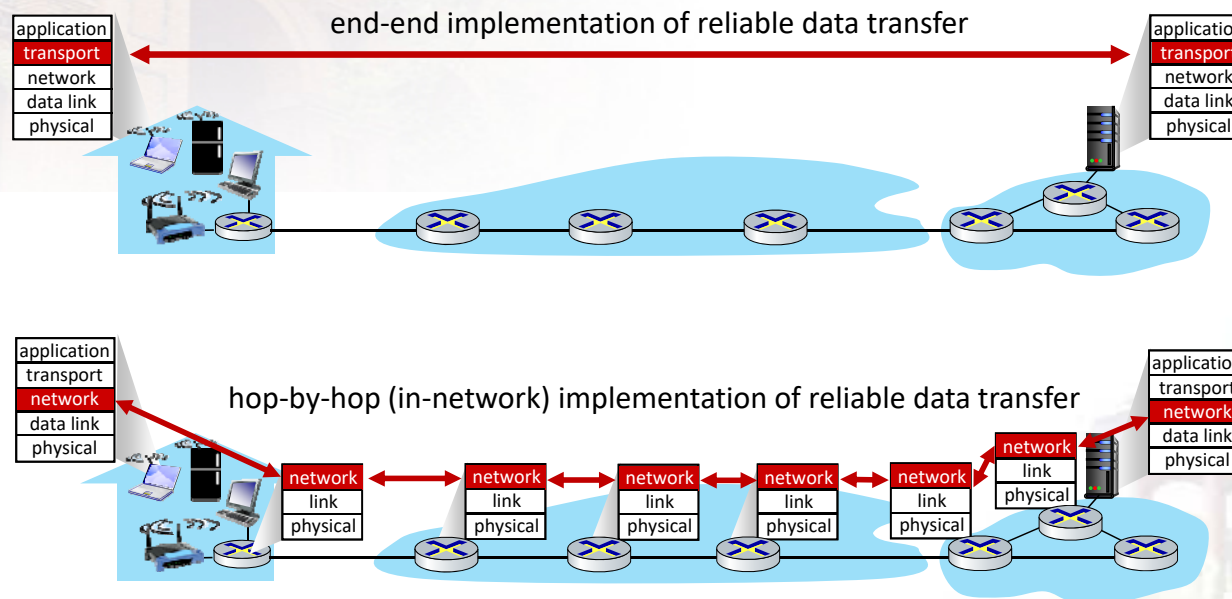 end-end implementation of reliable data transfer
application
transport
network
data link
physical
applicatio
transport
network
data link
physical
hop-by-hop (in-network) implementation of reliable data transfer
application
transport
network
data link
physical
network
link
physical
network
link
physical
network
link
physical
network
link
physical
network
link
physical
network
link
physical
applicatio
transport
network
data link
physical